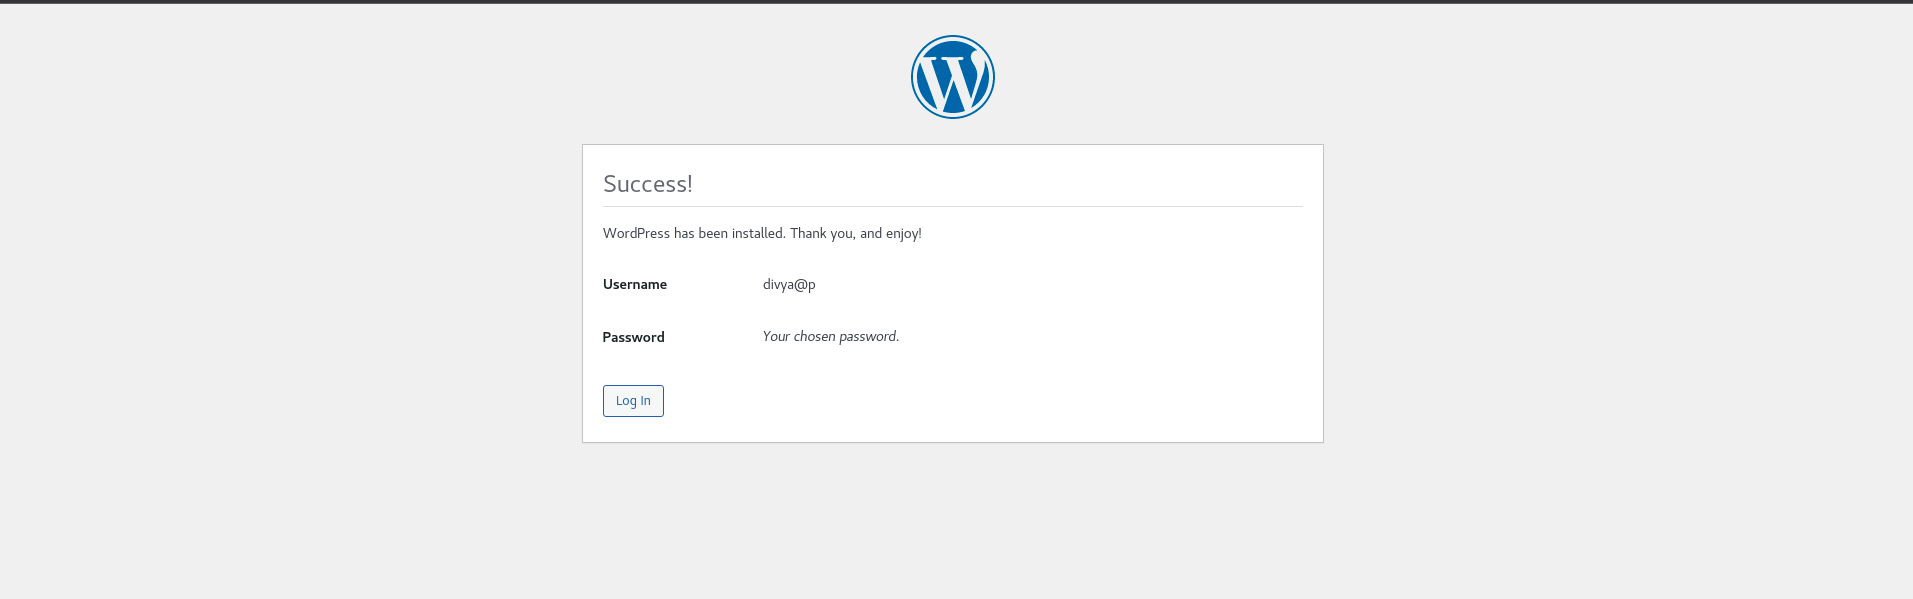 Success!
WordPress has been installed. Thank you, and enjoy!
Username divya@p
Password Your chosen password.
Log In